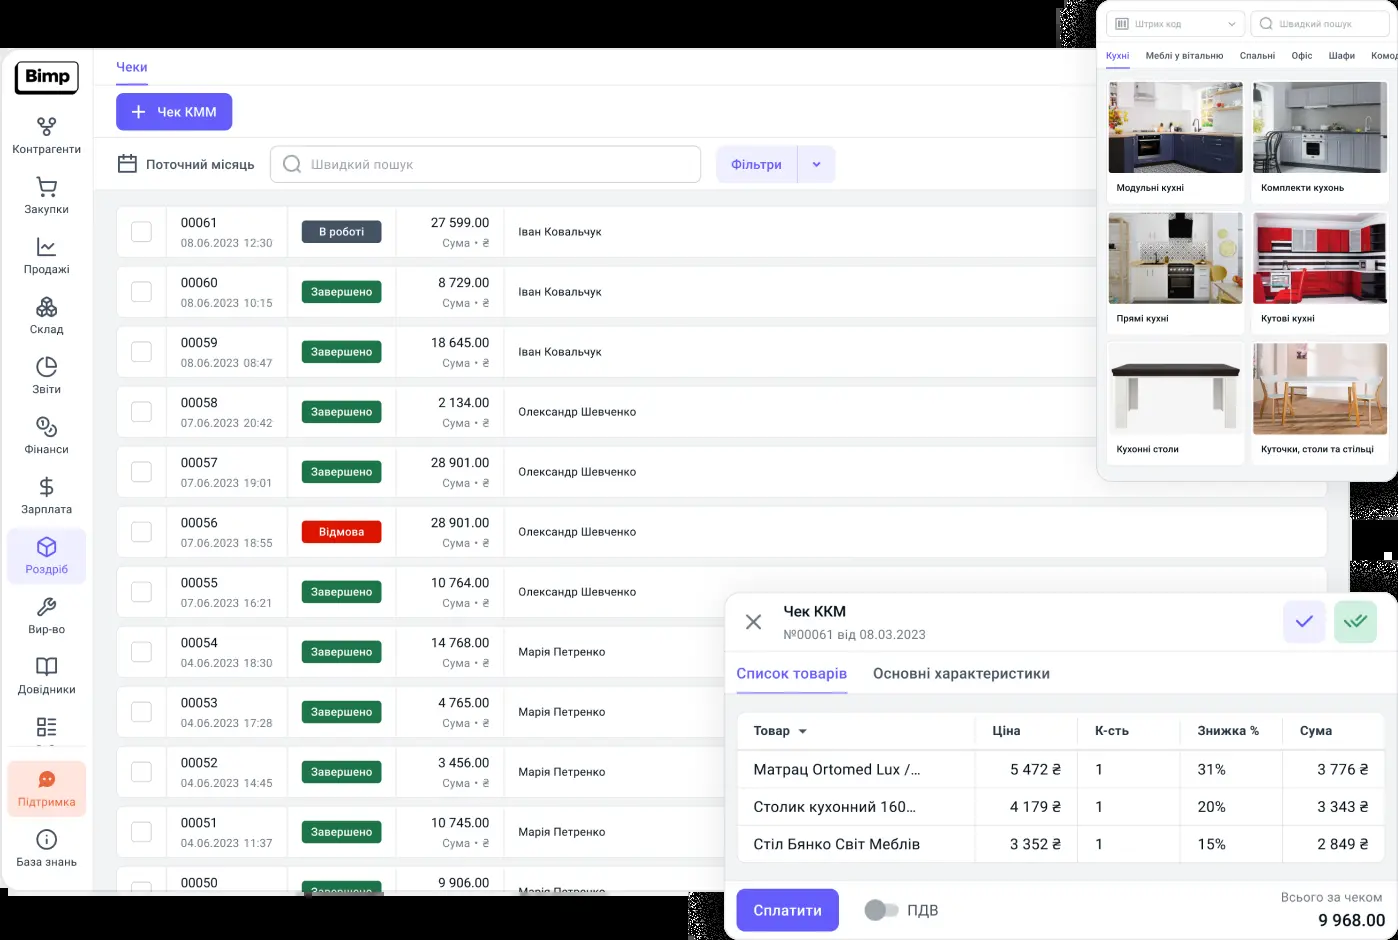 Bimp
Контрагенти
Закупки
Продажі
Склад
Звіти
Фінанси
Зарплата
Роздріб
Вир-во
Довідники
Підтримка
База знань
Чеки
Чек КММ
Поточний місяць
Швидкий пошук
Фільтри
00061
08.06.2023 12:30
В роботі
27 599.00
Сума • ₴
Іван Ковальчук
00060
08.06.2023 10:15
Завершено
8 729.00
Сума • ₴
Іван Ковальчук
00059
08.06.2023 08:47
Завершено
18 645.00
Сума • ₴
Іван Ковальчук
00058
07.06.2023 20:42
Завершено
2 134.00
Сума • ₴
Олександр Шевченко
00057
07.06.2023 19:01
Завершено
28 901.00
Сума • ₴
Олександр Шевченко
00056
07.06.2023 18:55
Відмова
28 901.00
Сума • ₴
Олександр Шевченко
00055
07.06.2023 16:21
Завершено
10 764.00
Сума • ₴
Олександр Шевченко
00054
04.06.2023 18:30
Завершено
14 768.00
Сума • ₴
Марія Петренко
00053
04.06.2023 17:28
Завершено
4 765.00
Сума • ₴
Марія Петренко
00052
04.06.2023 14:45
Завершено
3 456.00
Сума • ₴
Марія Петренко
00051
04.06.2023 11:37
Завершено
10 745.00
Сума • ₴
Марія Петренко
00050
Завершено
9 906.00
Марія Петренко
Штрих код
Швидкий пошук
Кухні Меблі у вітальню Спальні Офіс Шафи Комод
Модульні кухні
Комплекти кухонь
Прямі кухні
Кутові кухні
Кухонні столи
Куточки, столи та стільці
Чек ККМ
№00061 від 08.03.2023
Список товарів
Основні характеристики
Товар Ціна К-сть Знижка % Сума
Матрац Ortomed Lux /... 5 472 ₴ 1 31% 3 776 ₴
Столик кухонний 160... 4 179 ₴ 1 20% 3 343 ₴
Стіл Бянко Світ Меблів 3 352 ₴ 1 15% 2 849 ₴
Сплатити
ПДВ
Всього за чеком
9 968.00